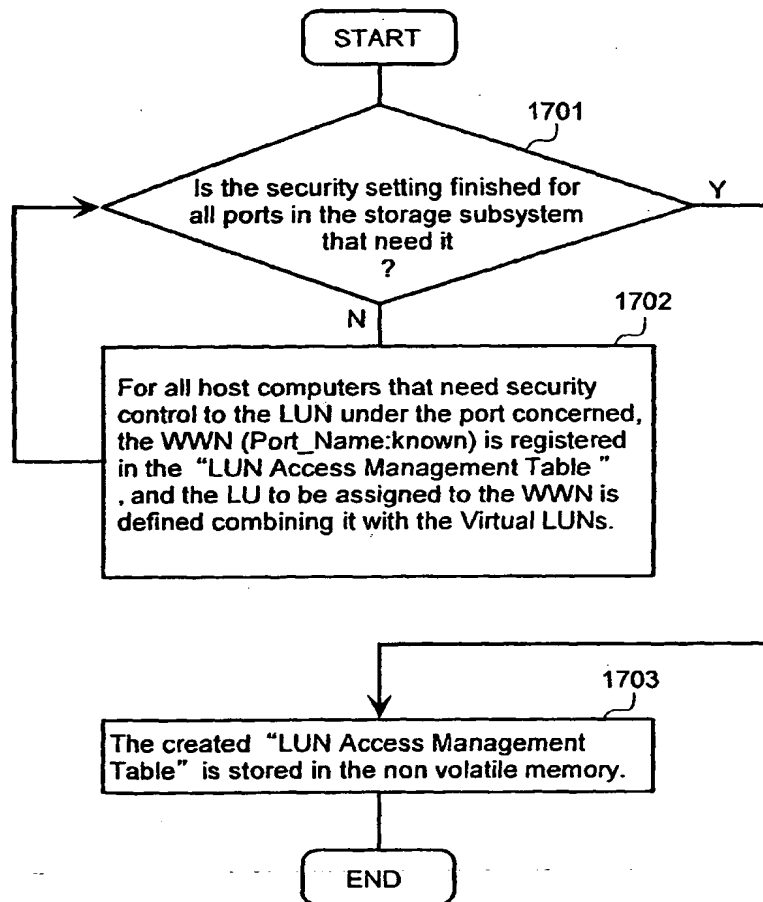 START
1701
Is the security setting finished for
all ports in the storage subsystem
that need it
?
Y
N
1702
For all host computers that need security
control to the LUN under the port concerned,
the WWN (Port_Name:known) is registered
in the “LUN Access Management Table ”
, and the LU to be assigned to the WWN is
defined combining it with the Virtual LUNs.
1703
The created “LUN Access Management
Table” is stored in the non volatile memory.
END